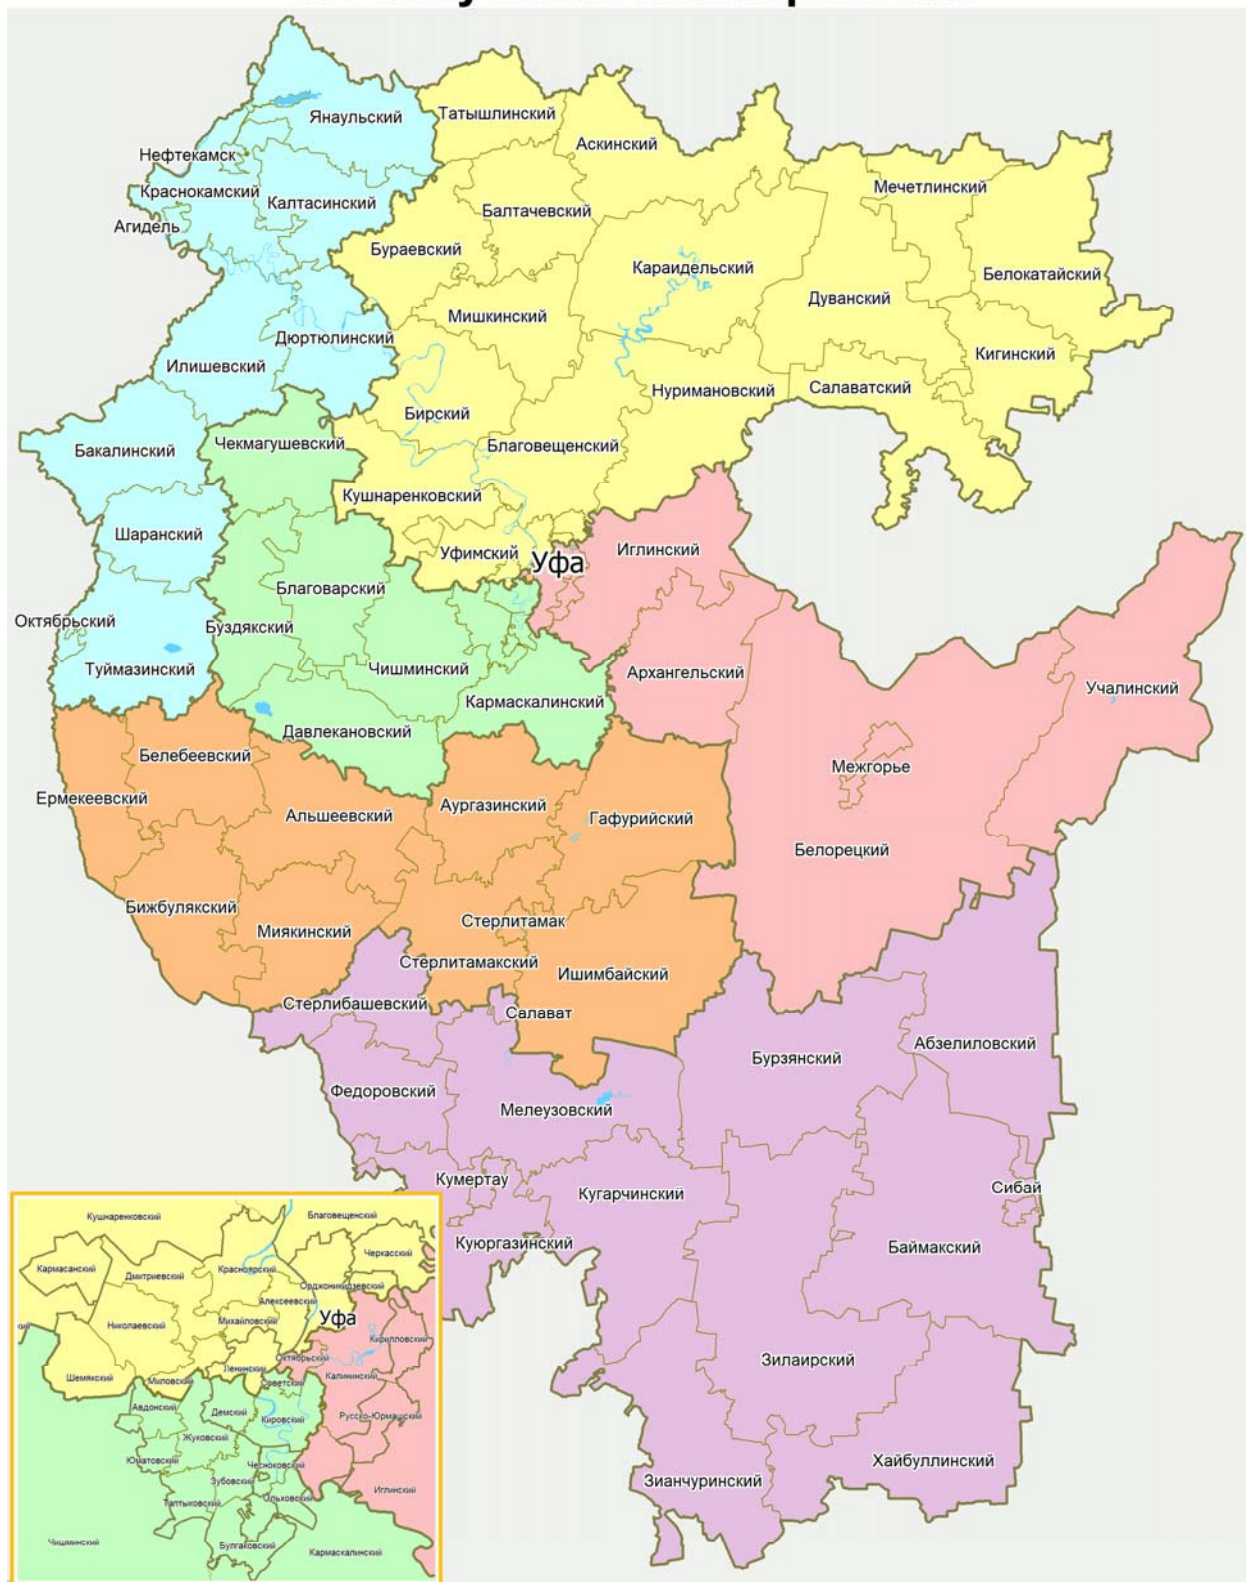 Янаульский
Татышлинский
Аскинский
Нефтекамск
Краснокамский
Калтасинский
Агидель
Балтачевский
Мечетлинский
Бураевский
Караидельский
Белокатайский
Дуванский
Мишкинский
Дюртюлинский
Илишевский
Кигинский
Салаватский
Нуримановский
Бирский
Чекмагушевский
Благовещенский
Бакалинский
Кушнаренковский
Шаранский
Уфимский
Уфа
Иглинский
Благоварский
Октябрьский
Буздякский
Туймазинский
Чишминский
Архангельский
Учалинский
Кармаскалинский
Давлекановский
Белебеевский
Межгорье
Ермекеевский
Альшеевский
Аургазинский
Гафурийский
Белорецкий
Бижбулякский
Миякинский
Стерлитамак
Стерлитамакский
Ишимбайский
Стерлибашевский
Салават
Абзелиловский
Бурзянский
Федоровский
Мелеузовский
Кумертау
Кугарчинский
Сибай
Куюргазинский
Баймакский
Зилаирский
Хайбуллинский
Зианчуринский
Кушнаренковский
Благовещенский
Черкасский
Кармасанский
Дмитриевский
Красноярский
Орджоникидзевский
Алексеевский
Михайловский
Уфа
Николаевский
Кирилловский
Октябрьский
Ленинский
Калининский
Шемякский
Миловский
Советский
Авдонский
Демский
Кировский
Русско-Юрмашский
Жуковский
Юматовский
Чесноковский
Зубовский
Иглинский
Таптыковский
Ольховский
Чишминский
Булгаковский
Кармаскалинский